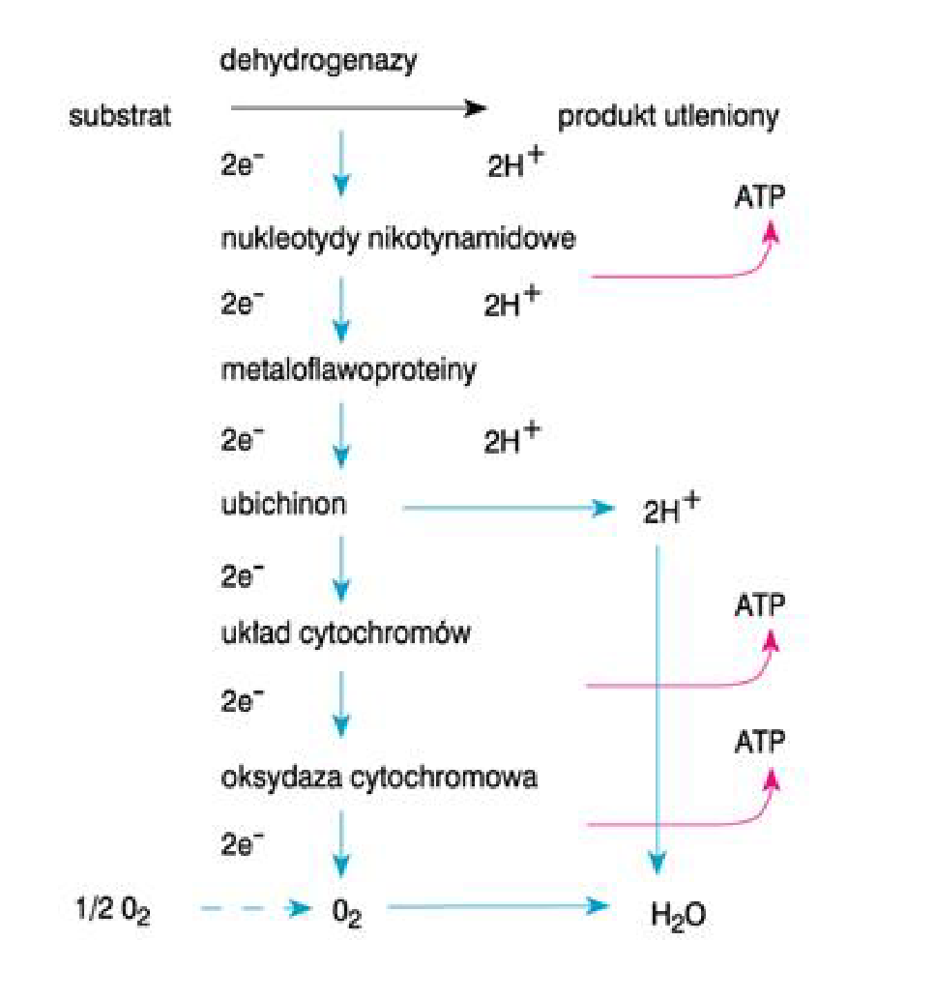 dehydrogenazy
substrat produkt utleniony
2e⁻ 2H⁺
ATP
nukleotydy nikotynamidowe
2e⁻ 2H⁺
metaloflawoproteiny
2e⁻ 2H⁺
ubichinon 2H⁺
2e⁻
ATP
układ cytochromów
2e⁻
ATP
oksydaza cytochromowa
2e⁻
1/2 0₂ 0₂ H₂O